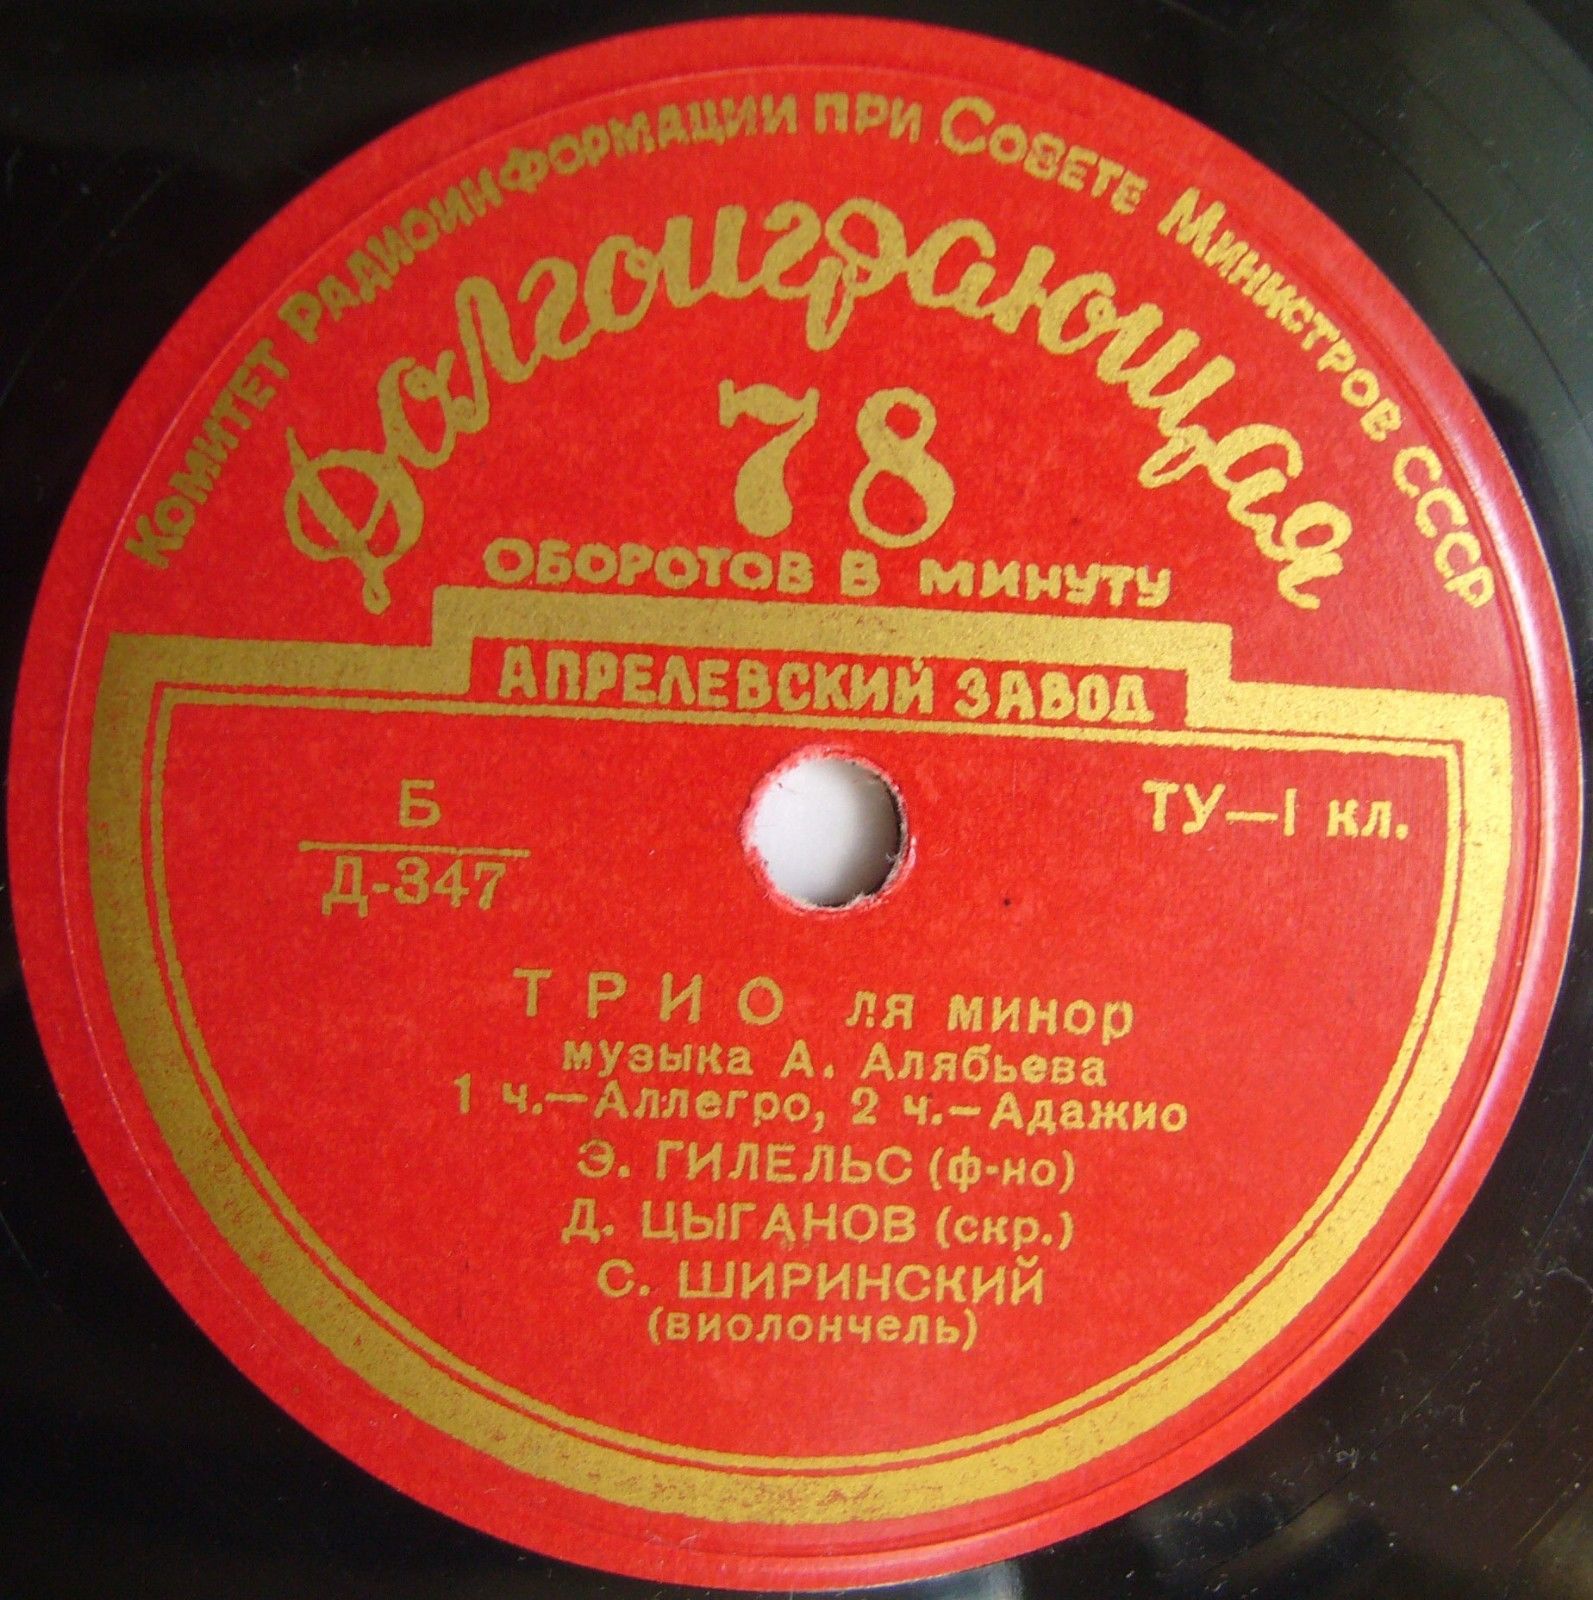 Комитет Радиоинформации при Совете Министров СССР
Долгоиграющая
78
ОБОРОТОВ В МИНУТУ
АПРЕЛЕВСКИЙ ЗАВОД
Б
Д-347
ТУ—I кл.
ТРИО ля минор
музыка А. Алябьева
1 ч.—Аллегро, 2 ч.—Адажио
Э. ГИЛЕЛЬС (ф-но)
Д. ЦЫГАНОВ (скр.)
С. ШИРИНСКИЙ
(виолончель)